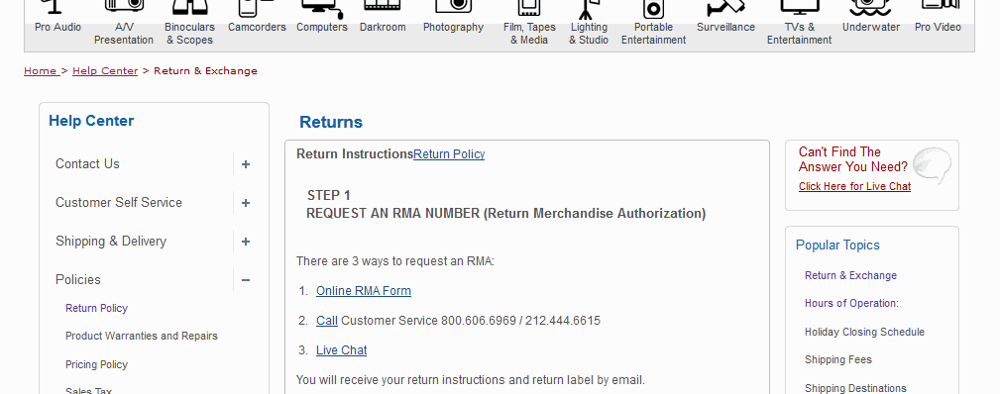 Pro Audio
A/V
Presentation
Binoculars
& Scopes
Camcorders
Computers
Darkroom
Photography
Film, Tapes
& Media
Lighting
& Studio
Portable
Entertainment
Surveillance
TVs &
Entertainment
Underwater
Pro Video
Home > Help Center > Return & Exchange
Help Center
Contact Us +
Customer Self Service +
Shipping & Delivery +
Policies −
Return Policy
Product Warranties and Repairs
Pricing Policy
Sales Tax
Returns
Return InstructionsReturn Policy
STEP 1
REQUEST AN RMA NUMBER (Return Merchandise Authorization)
There are 3 ways to request an RMA:
1. Online RMA Form
2. Call Customer Service 800.606.6969 / 212.444.6615
3. Live Chat
You will receive your return instructions and return label by email.
Can't Find The
Answer You Need?
Click Here for Live Chat
Popular Topics
Return & Exchange
Hours of Operation:
Holiday Closing Schedule
Shipping Fees
Shipping Destinations